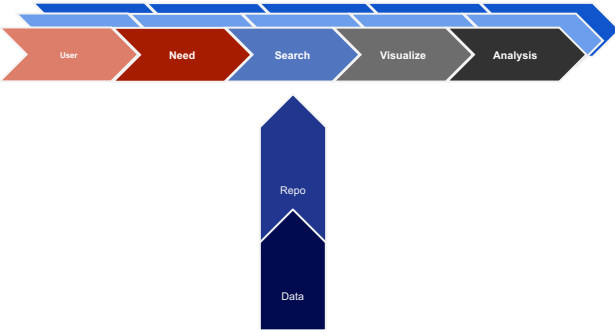 User
Need
Search
Visualize
Analysis
Repo
Data